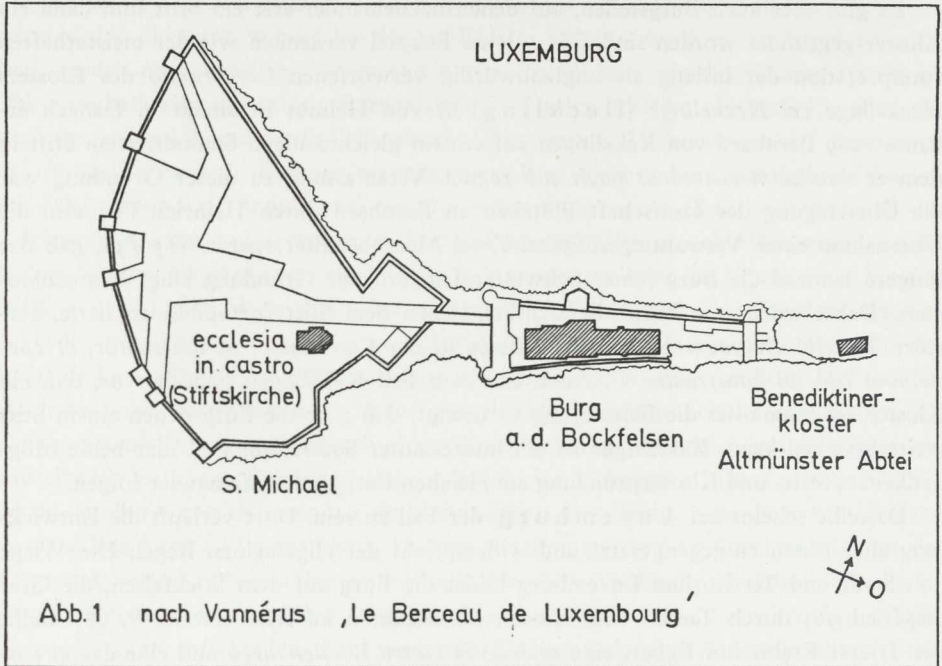 LUXEMBURG
ecclesia
in castro
(Stiftskirche)
S. Michael
Burg
a.d. Bockfelsen
Benediktiner-
kloster
Altmünster Abtei
N
O
Abb.1 nach Vannérus , Le Berceau de Luxembourg ʼ